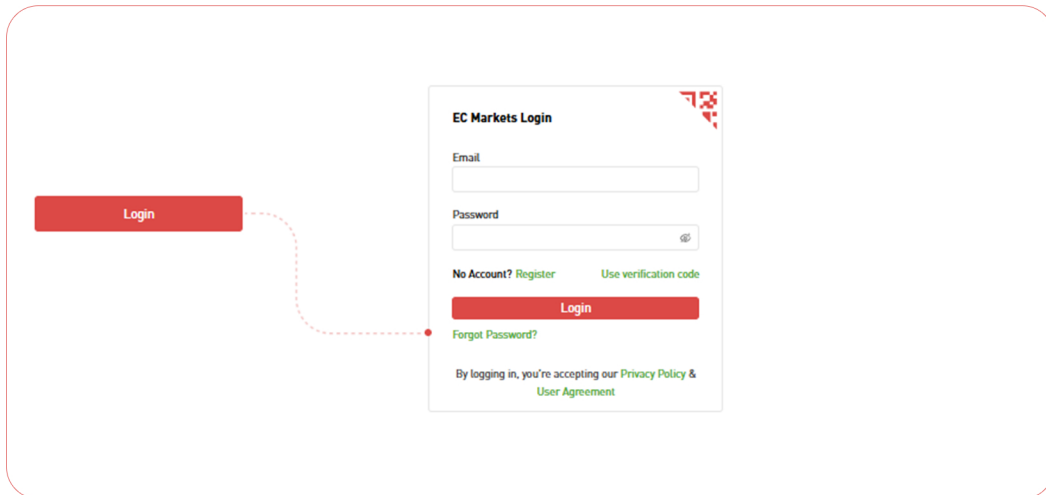 Login
EC Markets Login
Email
Password
No Account? Register Use verification code
Login
Forgot Password?
By logging in, you're accepting our Privacy Policy &
User Agreement